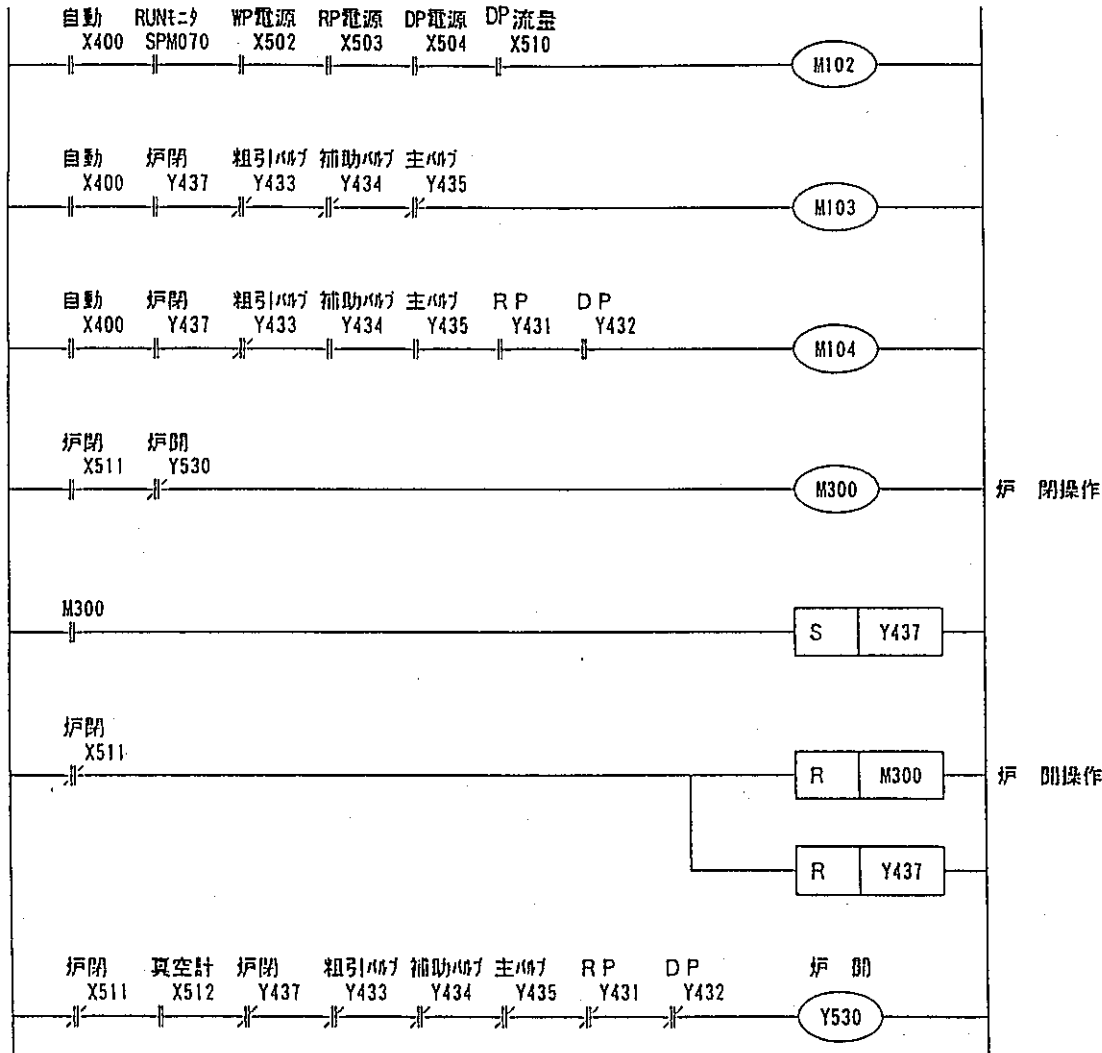 自動 RUNモニタ WP電源 RP電源 DP電源 DP流量
X400 SPM070 X502 X503 X504 X510
M102
自動 炉閉 粗引バルブ 補助バルブ 主バルブ
X400 Y437 Y433 Y434 Y435
M103
自動 炉閉 粗引バルブ 補助バルブ 主バルブ RP DP
X400 Y437 Y433 Y434 Y435 Y431 Y432
M104
炉閉 炉開
X511 Y530
M300 炉 閉操作
M300
S Y437
炉閉
X511
R M300 炉 開操作
R Y437
炉閉 真空計 炉閉 粗引バルブ 補助バルブ 主バルブ RP DP 炉 開
X511 X512 Y437 Y433 Y434 Y435 Y431 Y432
Y530